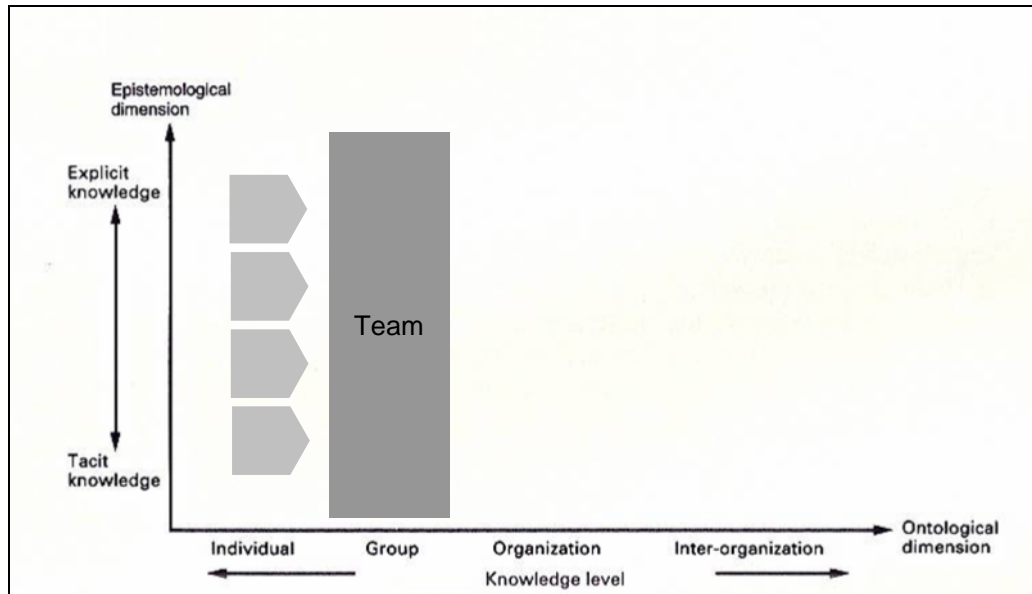 Epistemological
dimension
Explicit
knowledge
Team
Tacit
knowledge
Individual Group Organization Inter-organization
Ontological
dimension
Knowledge level